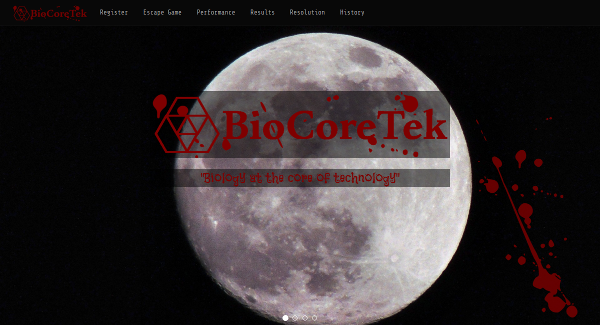 BioCoreTek Register Escape Game Performance Results Resolution History
BioCoreTek
"Biology at the core of technology"